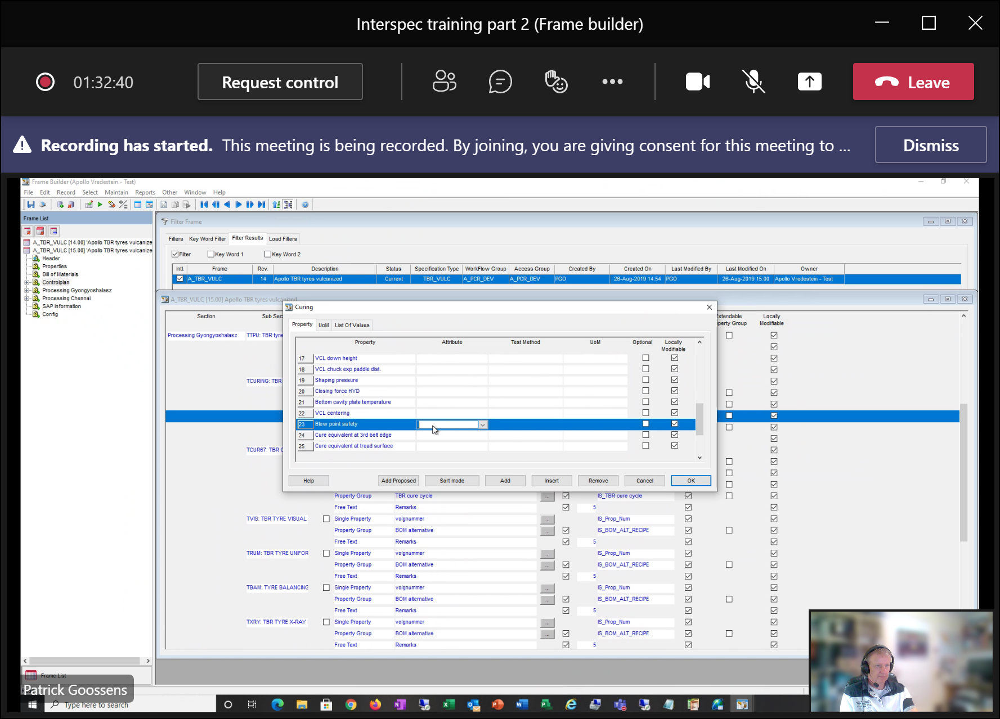 Interspec training part 2 (Frame builder)
01:32:40
Request control
Leave
Recording has started. This meeting is being recorded. By joining, you are giving consent for this meeting to ...
Dismiss
Frame Builder (Apollo Vredestein - Test)
File Edit Record Select Maintain Reports Other Window Help
Frame List
A_TBR_VULC [14.00] 'Apollo TBR tyres vulcanize
A_TBR_VULC [15.00] 'Apollo TBR tyres vulcanize
Header
Properties
Bill of Materials
Controlplan
Processing Gyongyoshalasz
Processing Chennai
SAP information
Config
Filter Frame
Filters Key Word Filter Filter Results Load Filters
Filter Key Word 1 Key Word 2
Intl. Frame Rev. Description Status Specification Type WorkFlow Group Access Group Created By Created On Last Modified By Last Modified On Owner
A_TBR_VULC 14 Apollo TBR tyres vulcanized Current TBR_VULC A_PCR_DEV A_PCR_DEV PGO 26-Aug-2019 14:54 PGO 26-Aug-2019 15:00 Apollo Vredestein - Test
A_TBR_VULC [15.00] Apollo TBR tyres vulcanized
Section Sub Sec
Extendable
perty Group
Locally
Modifiable
Processing Gyongyoshalasz TTPU: TBR tyre
TCURING: TBR
TCUR67: TBR C
Curing
Property UoM List Of Values
Property Attribute Test Method UoM Optional Locally
Modifiable
17 VCL down height
18 VCL chuck exp paddle dist.
19 Shaping pressure
20 Closing force HYD
21 Bottom cavity plate temperature
22 VCL centering
23 Blow point safety
24 Cure equivalent at 3rd belt edge
25 Cure equivalent at tread surface
Help Add Proposed Sort mode Add Insert Remove Cancel OK
Property Group TBR cure cycle ... IS_TBR cure cycle
Free Text Remarks 5
TVIS: TBR TYRE VISUAL Single Property volgnummer ... IS_Prop_Num
Property Group BOM alternative ... IS_BOM_ALT_RECIPE
Free Text Remarks 5
TRUM: TBR TYRE UNIFOR Single Property volgnummer ... IS_Prop_Num
Property Group BOM alternative ... IS_BOM_ALT_RECIPE
Free Text Remarks 5
TBAM: TYRE BALANCING Single Property volgnummer ... IS_Prop_Num
Property Group BOM alternative ... IS_BOM_ALT_RECIPE
Free Text Remarks 5
TXRY: TBR TYRE X-RAY Single Property volgnummer ... IS_Prop_Num
Property Group BOM alternative ... IS_BOM_ALT_RECIPE
Free Text Remarks 5
Frame List
Patrick Goossens
Type here to search